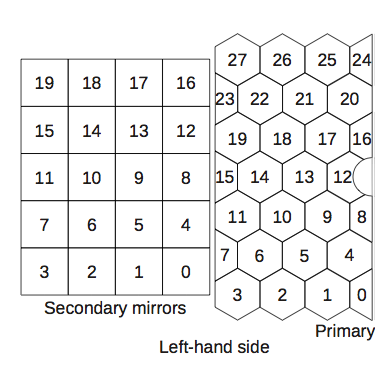 19 18 17 16
15 14 13 12
11 10 9 8
7 6 5 4
3 2 1 0
Secondary mirrors
27 26 25 24
23 22 21 20
19 18 17 16
15 14 13 12
11 10 9 8
7 6 5 4
3 2 1 0
Primary
Left-hand side